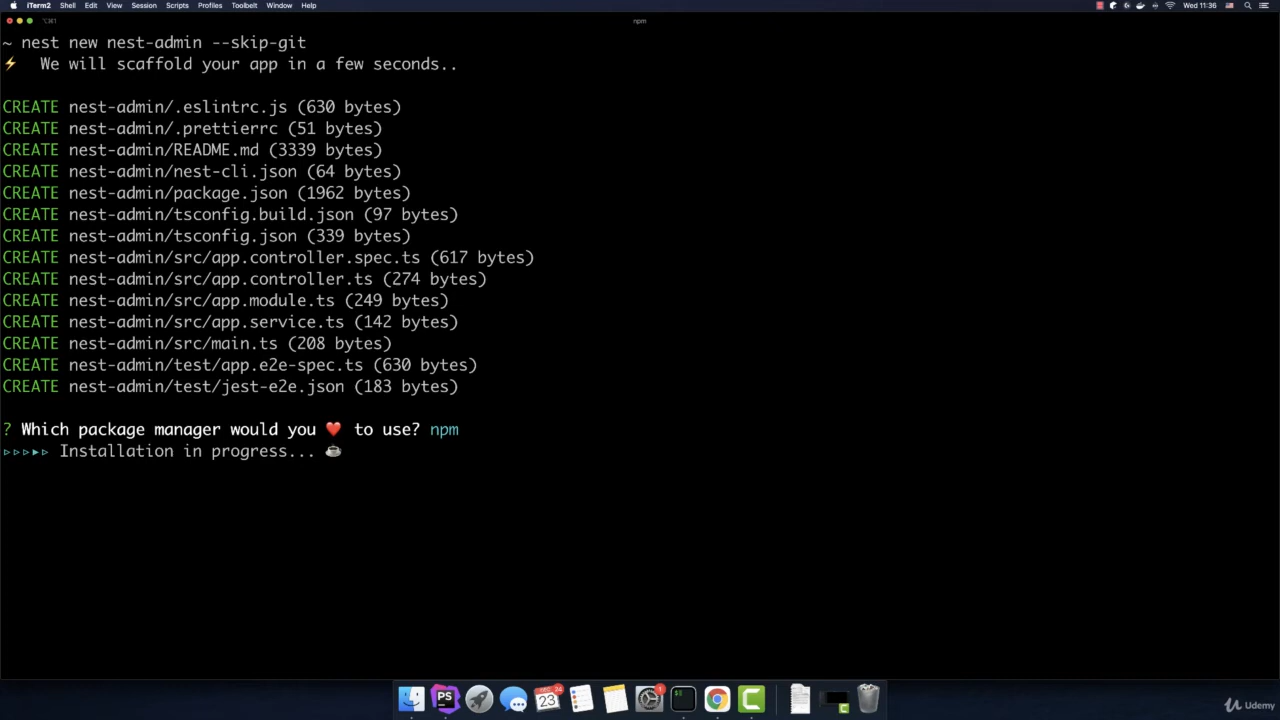 iTerm2 Shell Edit View Session Scripts Profiles Toolbelt Window Help Wed 11:36
⌥⌘1 npm
~ nest new nest-admin --skip-git
⚡ We will scaffold your app in a few seconds..
CREATE nest-admin/.eslintrc.js (630 bytes)
CREATE nest-admin/.prettierrc (51 bytes)
CREATE nest-admin/README.md (3339 bytes)
CREATE nest-admin/nest-cli.json (64 bytes)
CREATE nest-admin/package.json (1962 bytes)
CREATE nest-admin/tsconfig.build.json (97 bytes)
CREATE nest-admin/tsconfig.json (339 bytes)
CREATE nest-admin/src/app.controller.spec.ts (617 bytes)
CREATE nest-admin/src/app.controller.ts (274 bytes)
CREATE nest-admin/src/app.module.ts (249 bytes)
CREATE nest-admin/src/app.service.ts (142 bytes)
CREATE nest-admin/src/main.ts (208 bytes)
CREATE nest-admin/test/app.e2e-spec.ts (630 bytes)
CREATE nest-admin/test/jest-e2e.json (183 bytes)
? Which package manager would you ❤️ to use? npm
▹▹▹▸▹ Installation in progress... ☕
PS 23 24 1 $ C
Udemy